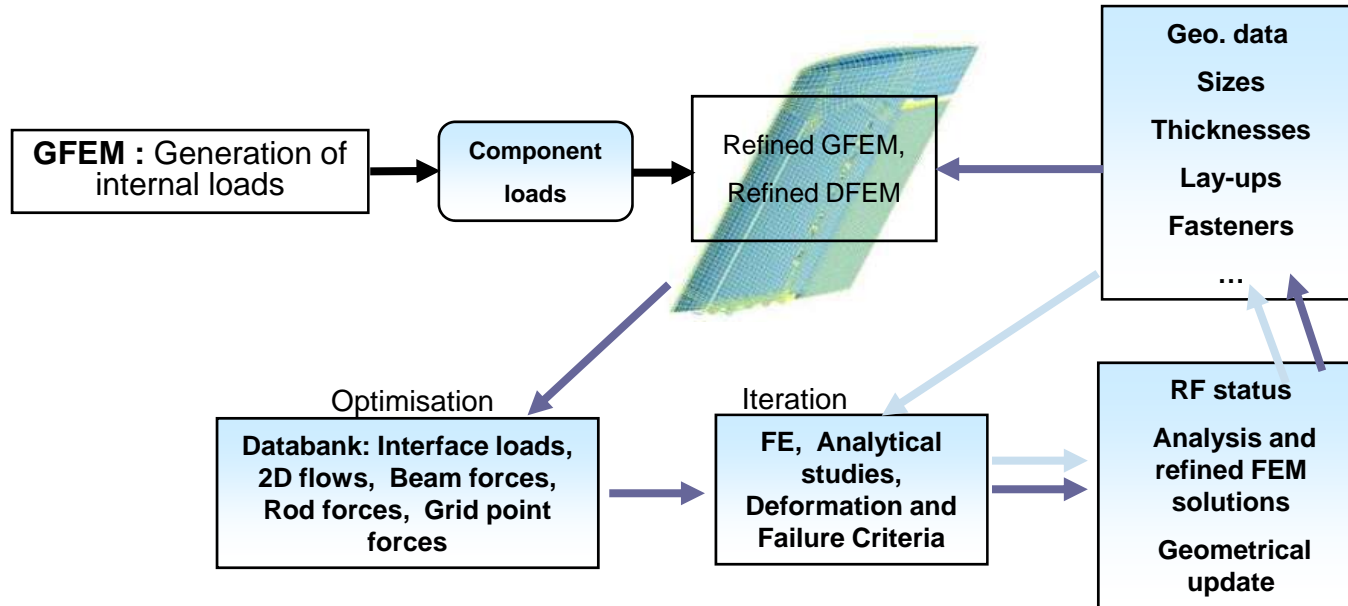 GFEM : Generation of
internal loads
Component
loads
Refined GFEM,
Refined DFEM
Geo. data
Sizes
Thicknesses
Lay-ups
Fasteners
…
Optimisation
Databank: Interface loads,
2D flows, Beam forces,
Rod forces, Grid point
forces
Iteration
FE, Analytical
studies,
Deformation and
Failure Criteria
RF status
Analysis and
refined FEM
solutions
Geometrical
update